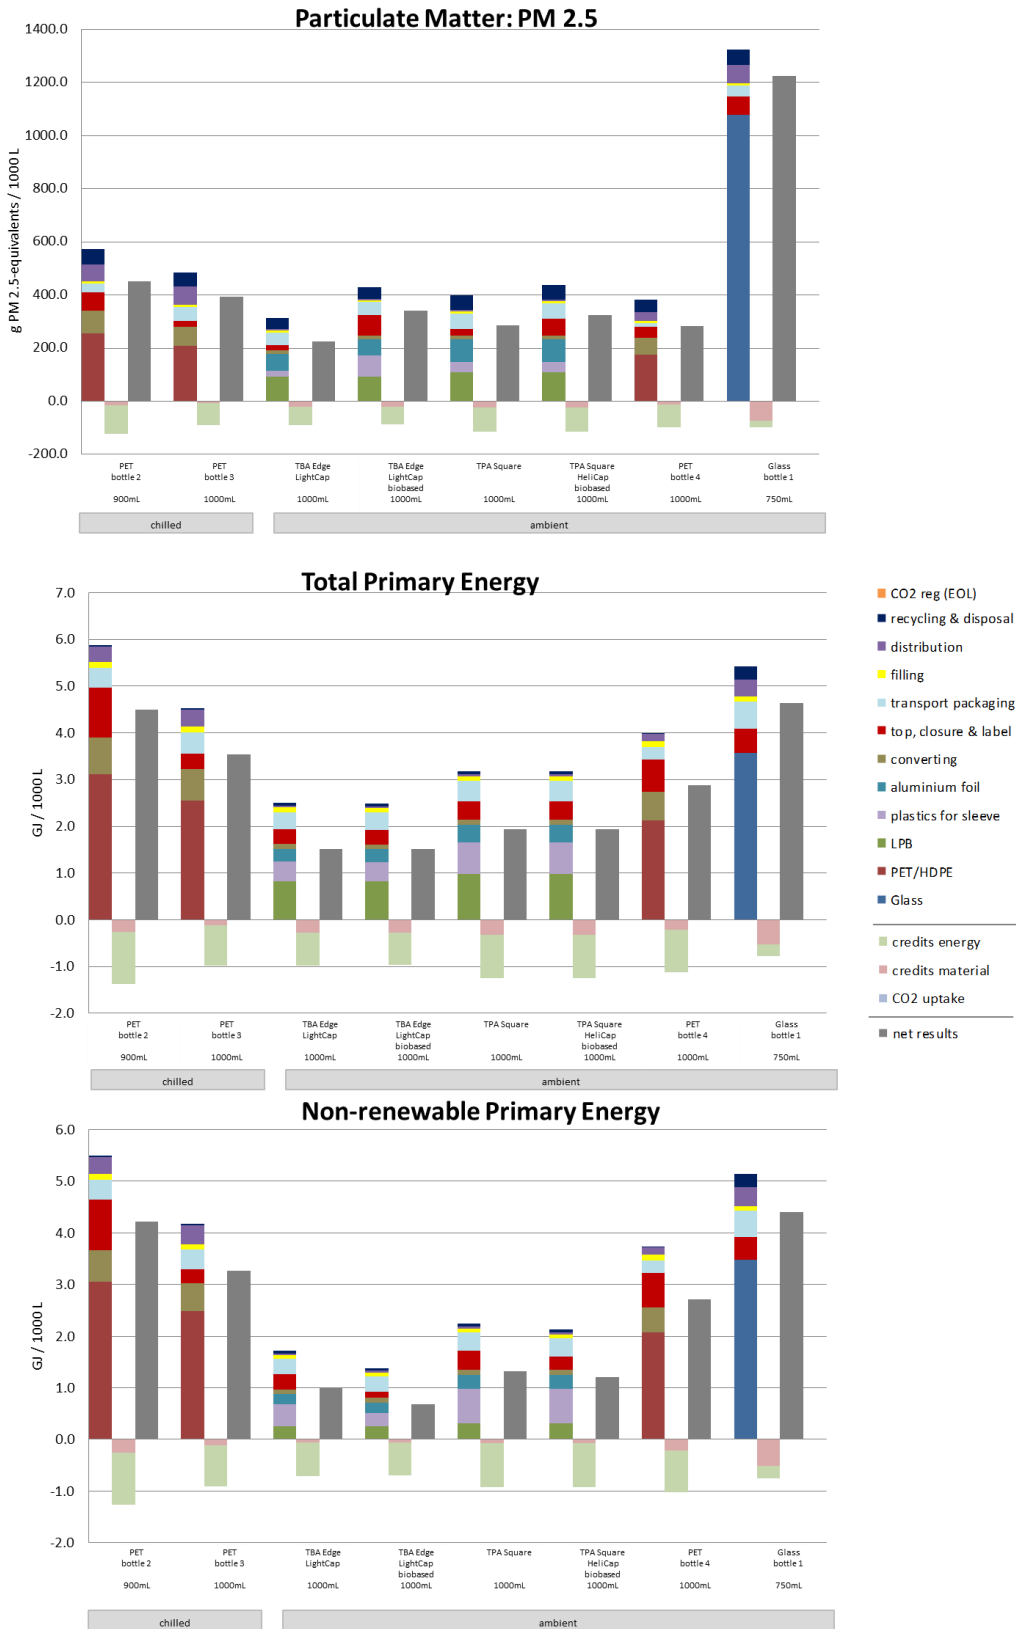 Particulate Matter: PM 2.5
g PM 2.5-equivalents / 1000 L
1400.0
1200.0
1000.0
800.0
600.0
400.0
200.0
0.0
-200.0
PET bottle 2 900mL
PET bottle 3 1000mL
TBA Edge LightCap 1000mL
TBA Edge LightCap biobased 1000mL
TPA Square 1000mL
TPA Square HeliCap biobased 1000mL
PET bottle 4 1000mL
Glass bottle 1 750mL
chilled
ambient
Total Primary Energy
GJ / 1000 L
7.0
6.0
5.0
4.0
3.0
2.0
1.0
0.0
-1.0
-2.0
PET bottle 2 900mL
PET bottle 3 1000mL
TBA Edge LightCap 1000mL
TBA Edge LightCap biobased 1000mL
TPA Square 1000mL
TPA Square HeliCap biobased 1000mL
PET bottle 4 1000mL
Glass bottle 1 750mL
chilled
ambient
CO2 reg (EOL)
recycling & disposal
distribution
filling
transport packaging
top, closure & label
converting
aluminium foil
plastics for sleeve
LPB
PET/HDPE
Glass
credits energy
credits material
CO2 uptake
net results
Non-renewable Primary Energy
GJ / 1000 L
6.0
5.0
4.0
3.0
2.0
1.0
0.0
-1.0
-2.0
PET bottle 2 900mL
PET bottle 3 1000mL
TBA Edge LightCap 1000mL
TBA Edge LightCap biobased 1000mL
TPA Square 1000mL
TPA Square HeliCap biobased 1000mL
PET bottle 4 1000mL
Glass bottle 1 750mL
chilled
ambient